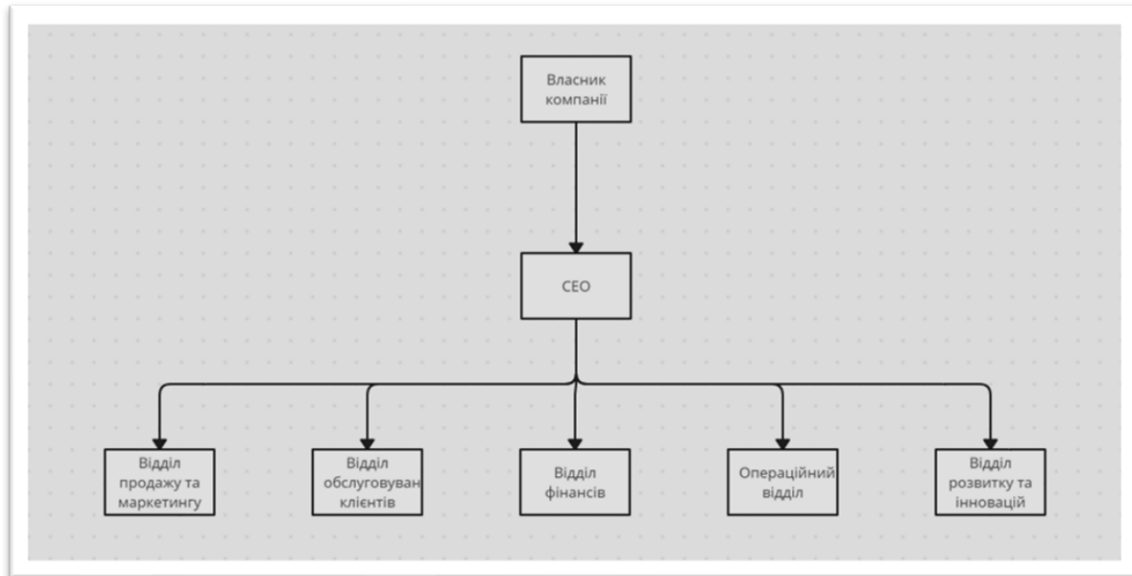 Власник
компанії
CEO
Відділ
продажу та
маркетингу
Відділ
обслуговуван
клієнтів
Відділ
фінансів
Операційний
відділ
Відділ
розвитку та
інновацій